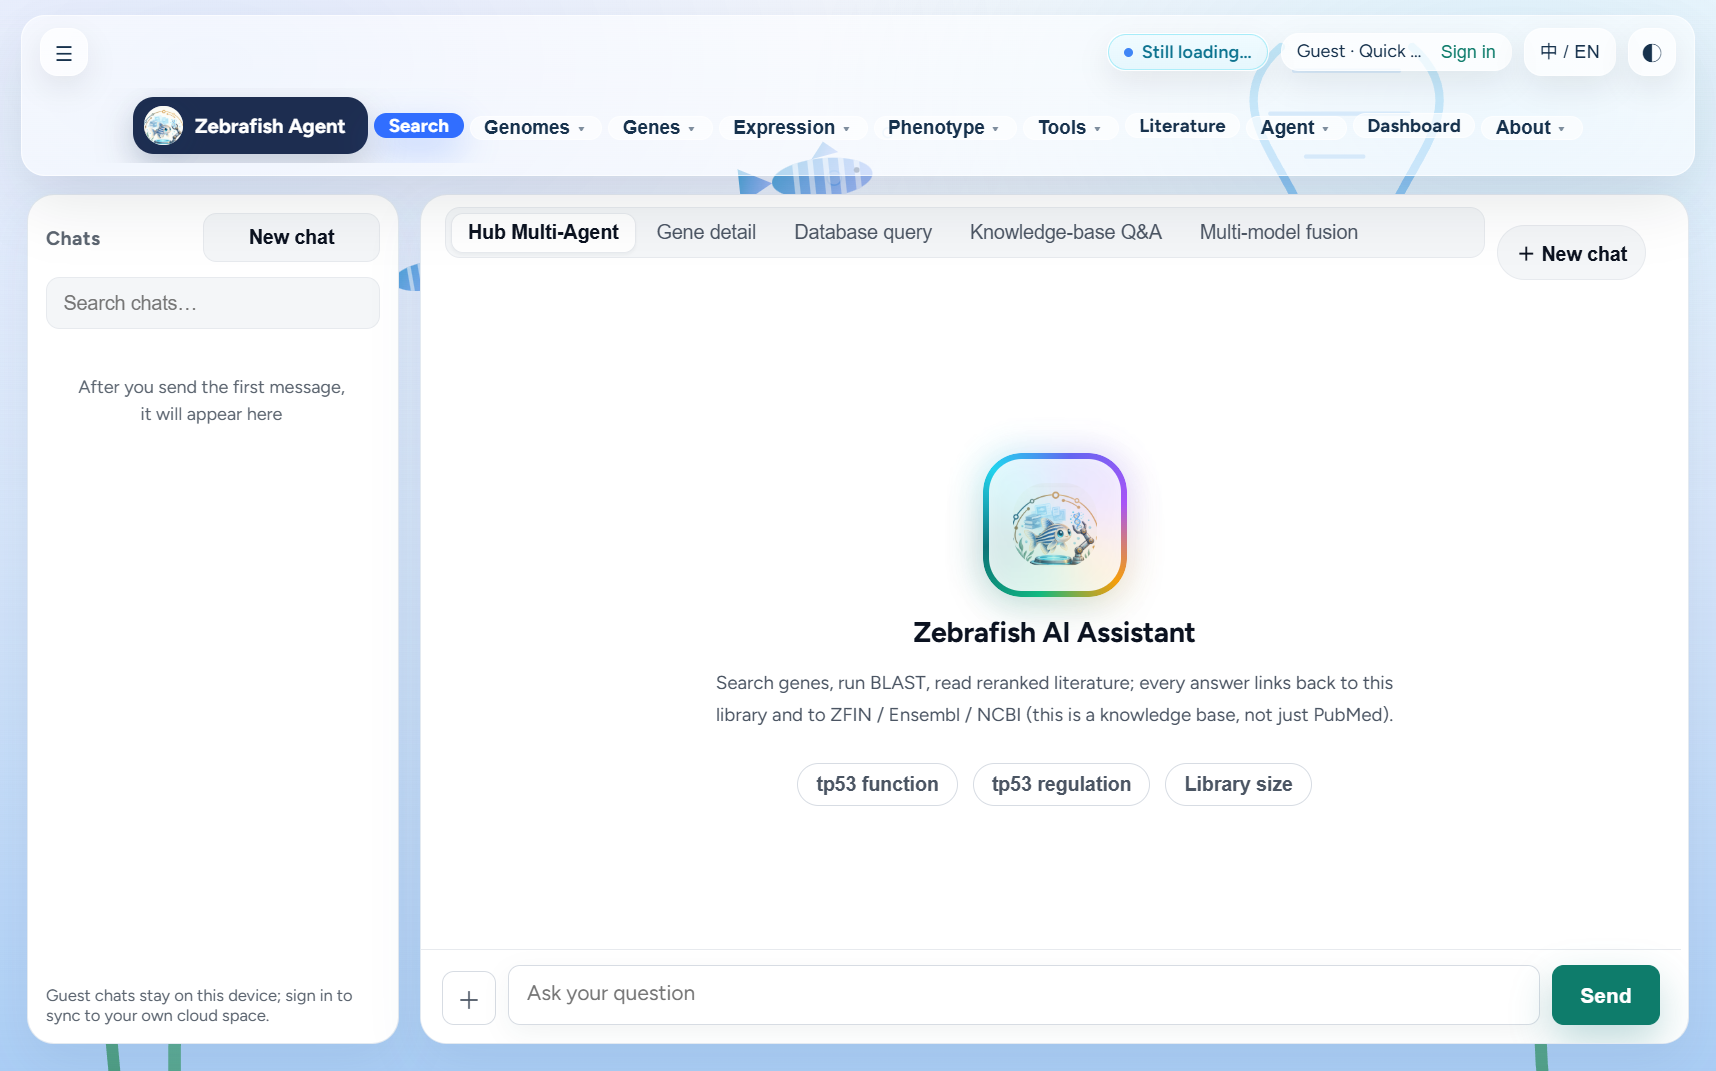 ☰
Still loading...
Guest · Quick ...
Sign in
中 / EN
Zebrafish Agent
Search
Genomes
Genes
Expression
Phenotype
Tools
Literature
Agent
Dashboard
About
Chats
New chat
Search chats...
After you send the first message,
it will appear here
Guest chats stay on this device; sign in to
sync to your own cloud space.
Hub Multi-Agent
Gene detail
Database query
Knowledge-base Q&A
Multi-model fusion
+ New chat
Zebrafish AI Assistant
Search genes, run BLAST, read reranked literature; every answer links back to this
library and to ZFIN / Ensembl / NCBI (this is a knowledge base, not just PubMed).
tp53 function
tp53 regulation
Library size
+
Ask your question
Send